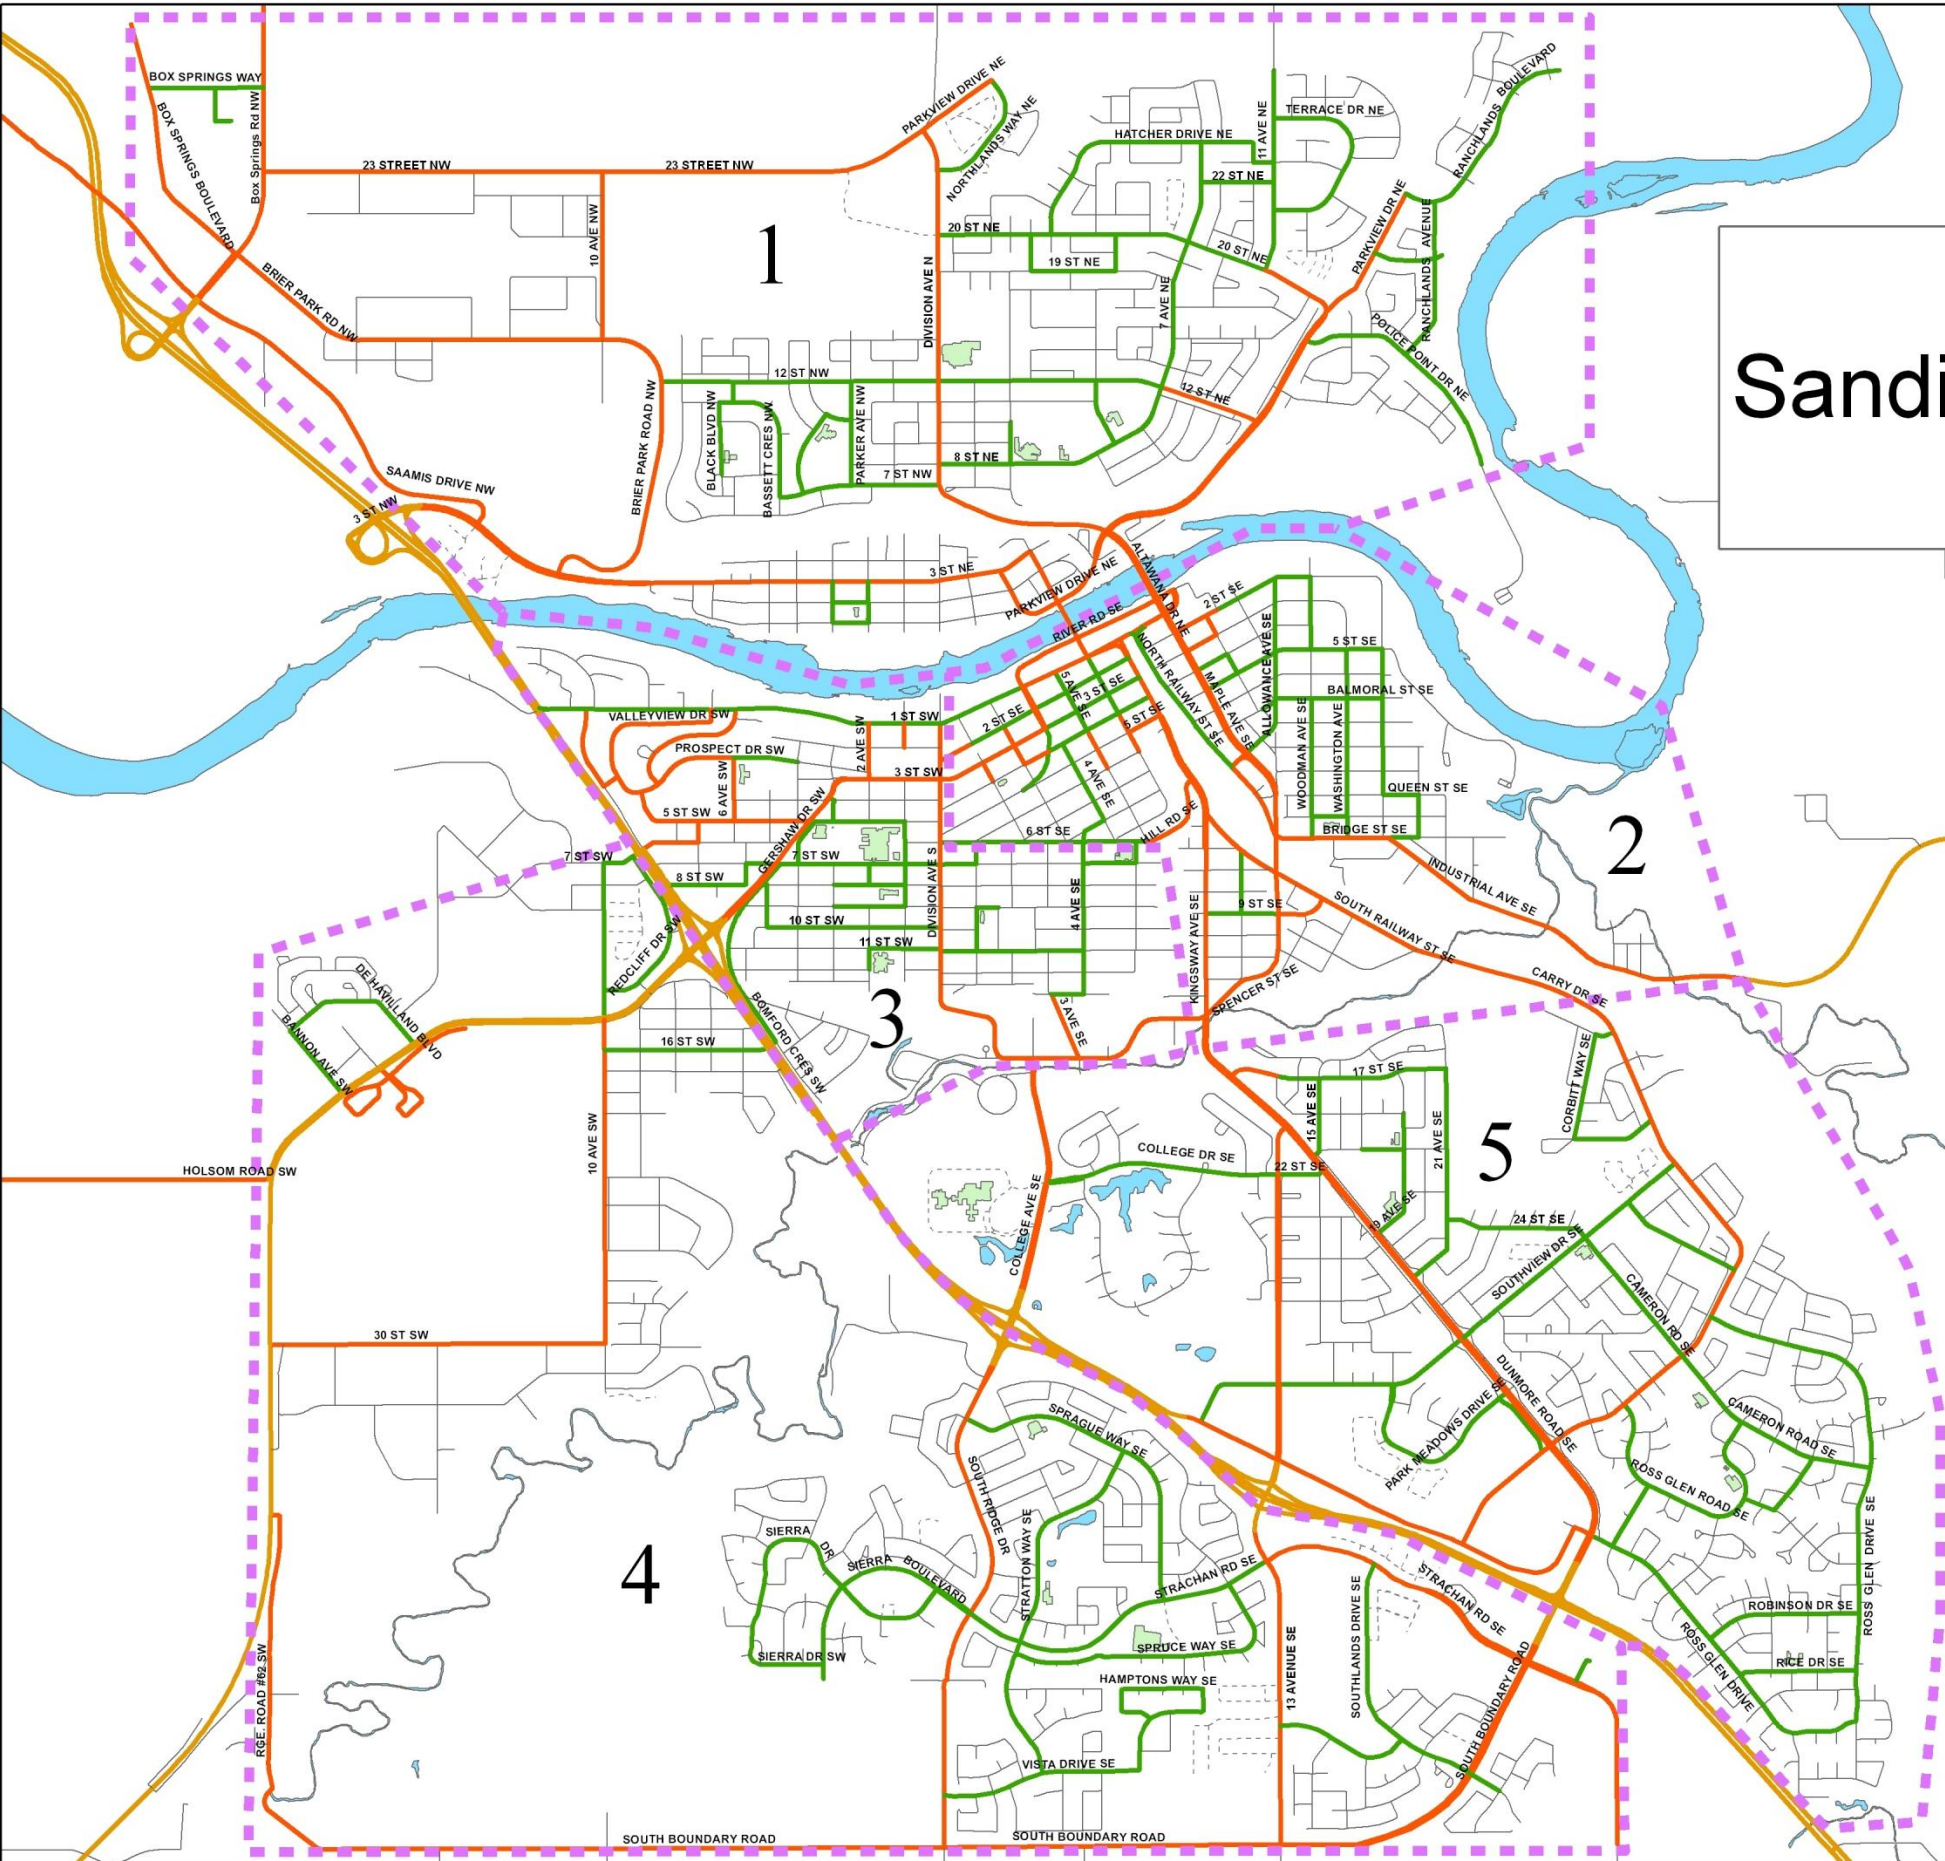 BOX SPRINGS WAY
BOX SPRINGS BOULEVARD
Box Springs Rd NW
23 STREET NW
23 STREET NW
PARKVIEW DRIVE NE
NORTHLANDS WAY NE
HATCHER DRIVE NE
11 AVE NE
TERRACE DR NE
RANCHLANDS BOULEVARD
22 ST NE
20 ST NE
20 ST NE
19 ST NE
PARKVIEW DR NE
RANCHLANDS AVENUE
10 AVE NW
1
BRIER PARK RD NW
DIVISION AVE N
7 AVE NE
POLICE POINT DR NE
Sandi
12 ST NW
12 ST NE
BRIER PARK ROAD NW
BLACK BLVD NW
BASSETT CRES NW
PARKER AVE NW
8 ST NE
7 ST NW
SAAMIS DRIVE NW
3 ST NW
3 ST NE
PARKVIEW DRIVE NE
ALTAWANA DR NE
RIVER RD SE
2 ST SE
NORTH RAILWAY ST SE
ALLOWANCE AVE SE
5 ST SE
MAPLE AVE SE
BALMORAL ST SE
WOODMAN AVE SE
WASHINGTON AVE
QUEEN ST SE
BRIDGE ST SE
INDUSTRIAL AVE SE
2
VALLEYVIEW DR SW
1 ST SW
2 AVE SW
PROSPECT DR SW
6 AVE SW
3 ST SW
5 ST SW
2 ST SE
3 ST SE
5 AVE SE
5 ST SE
4 AVE SE
6 ST SE
HILL RD SE
GERSHAW DR SW
7 ST SW
7 ST SW
8 ST SW
10 ST SW
11 ST SW
DIVISION AVE S
4 AVE SE
9 ST SE
SOUTH RAILWAY ST SE
KINGSWAY AVE SE
SPENCER ST SE
CARRY DR SE
REDCLIFF DR SW
DE HAVILLAND BLVD
BANNON AVE SW
BOMFORD CRES SW
16 ST SW
3
3 AVE SE
10 AVE SW
HOLSOM ROAD SW
30 ST SW
17 ST SE
15 AVE SE
CORBITT WAY SE
21 AVE SE
5
COLLEGE DR SE
22 ST SE
COLLEGE AVE SE
19 AVE SE
24 ST SE
SOUTHVIEW DR SE
CAMERON RD SE
DUNMORE ROAD SE
PARK MEADOWS DRIVE SE
CAMERON ROAD SE
ROSS GLEN ROAD SE
ROSS GLEN DRIVE SE
SPRAGUE WAY SE
SOUTH RIDGE DR
STRATTON WAY SE
SIERRA DR
SIERRA BOULEVARD
SIERRA DR SW
4
STRACHAN RD SE
STRACHAN RD SE
SPRUCE WAY SE
HAMPTONS WAY SE
VISTA DRIVE SE
13 AVENUE SE
SOUTHLANDS DRIVE SE
SOUTH BOUNDARY ROAD
ROBINSON DR SE
RICE DR SE
ROSS GLEN DRIVE
RGE. ROAD #62 SW
SOUTH BOUNDARY ROAD
SOUTH BOUNDARY ROAD